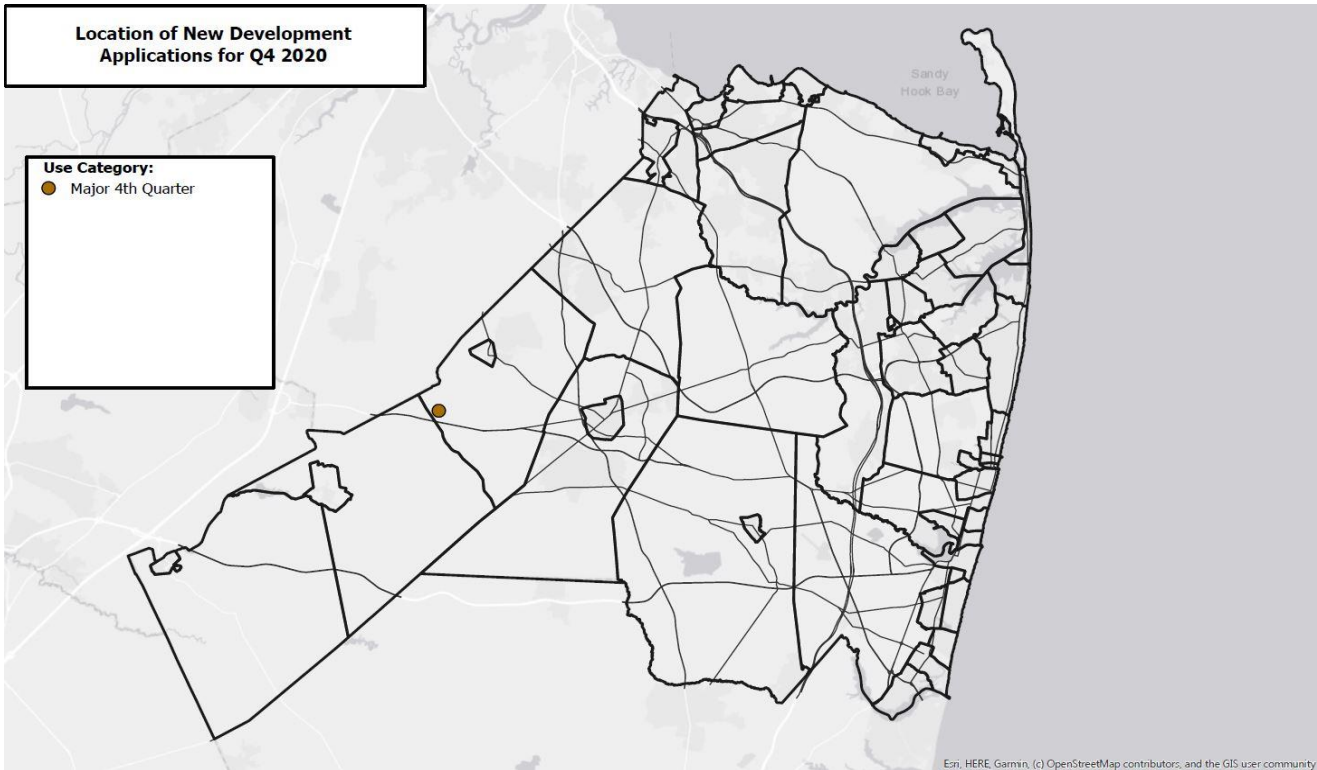 Location of New Development
Applications for Q4 2020
Sandy
Hook Bay
Use Category:
Major 4th Quarter
Esri, HERE, Garmin, (c) OpenStreetMap contributors, and the GIS user community